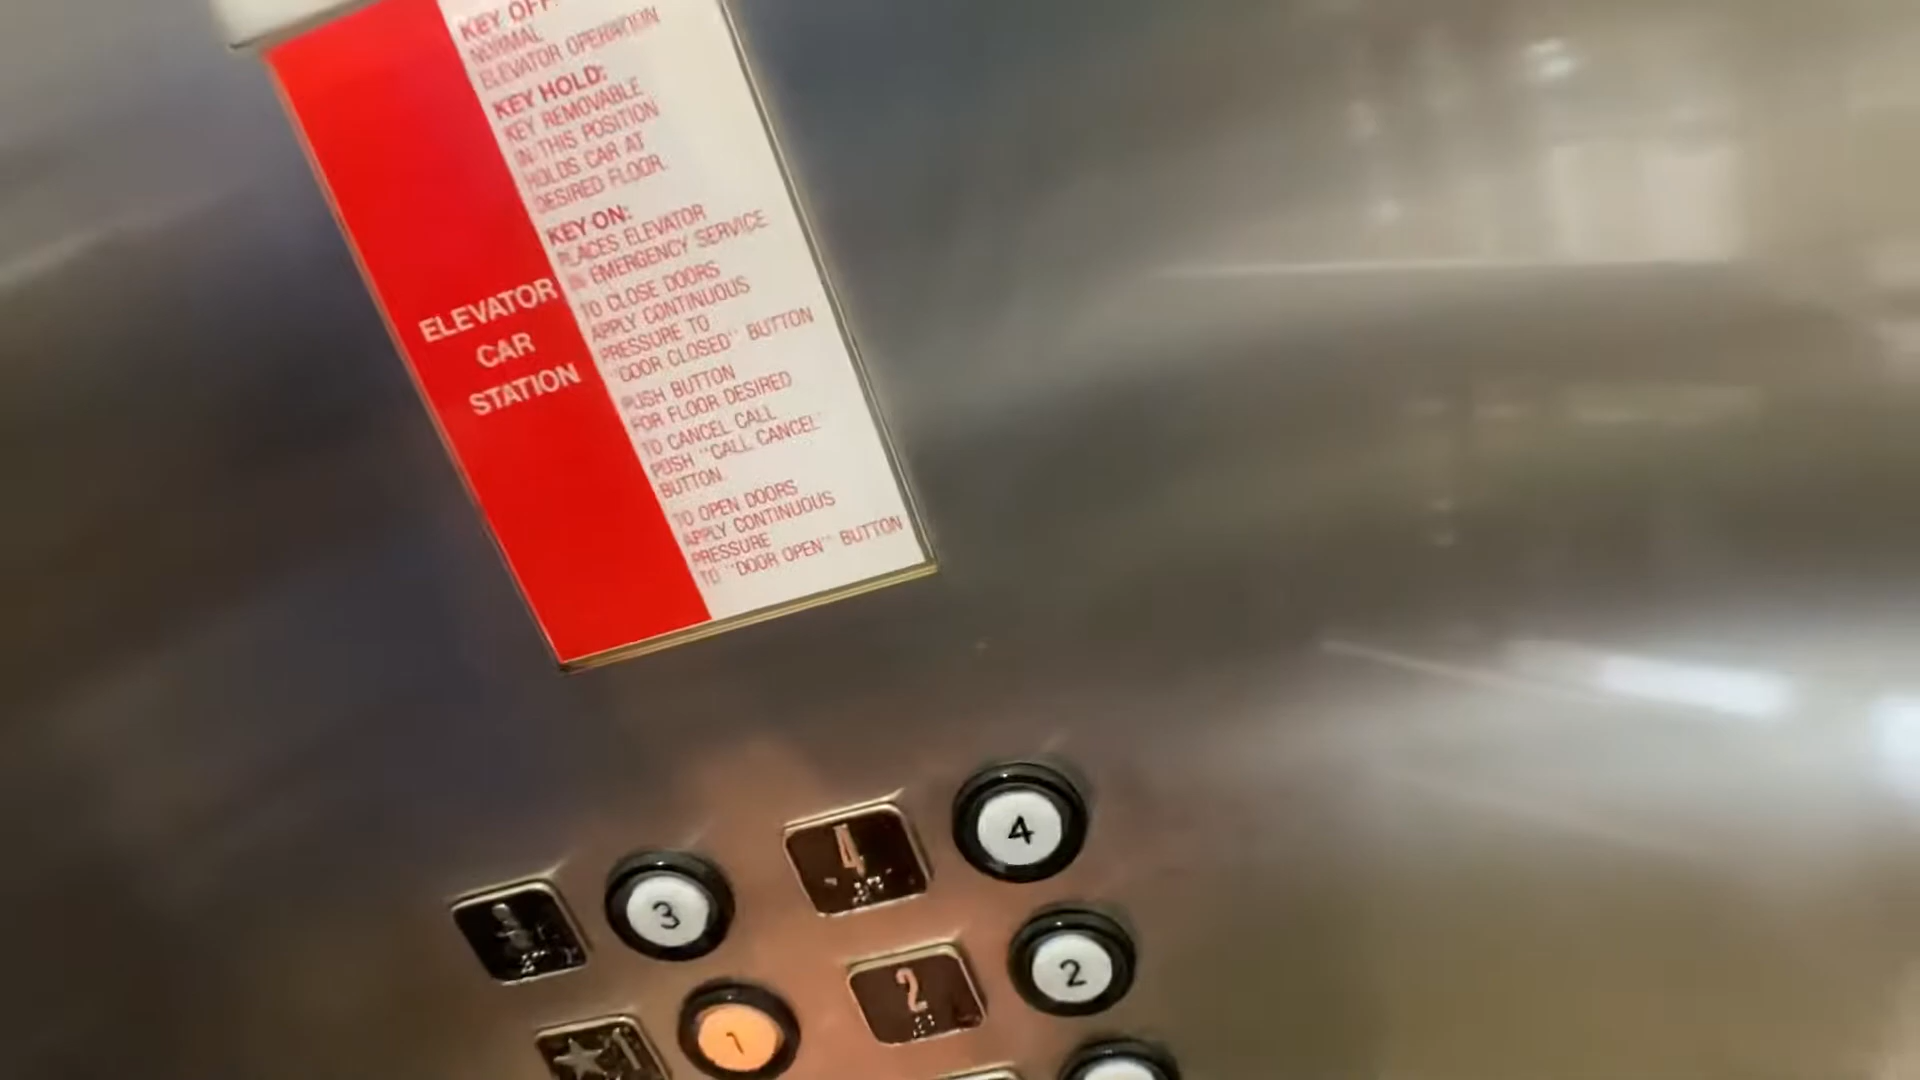 ELEVATOR
CAR
STATION
KEY OFF:
NORMAL
ELEVATOR OPERATION
KEY HOLD:
KEY REMOVABLE
IN THIS POSITION
HOLDS CAR AT
DESIRED FLOOR.
KEY ON:
PLACES ELEVATOR
IN EMERGENCY SERVICE
TO CLOSE DOORS
APPLY CONTINUOUS
PRESSURE TO
"DOOR CLOSED" BUTTON
PUSH BUTTON
FOR FLOOR DESIRED
TO CANCEL CALL
PUSH "CALL CANCEL"
BUTTON.
TO OPEN DOORS
APPLY CONTINUOUS
PRESSURE
TO "DOOR OPEN" BUTTON
4 4
3
2 2
★1 1